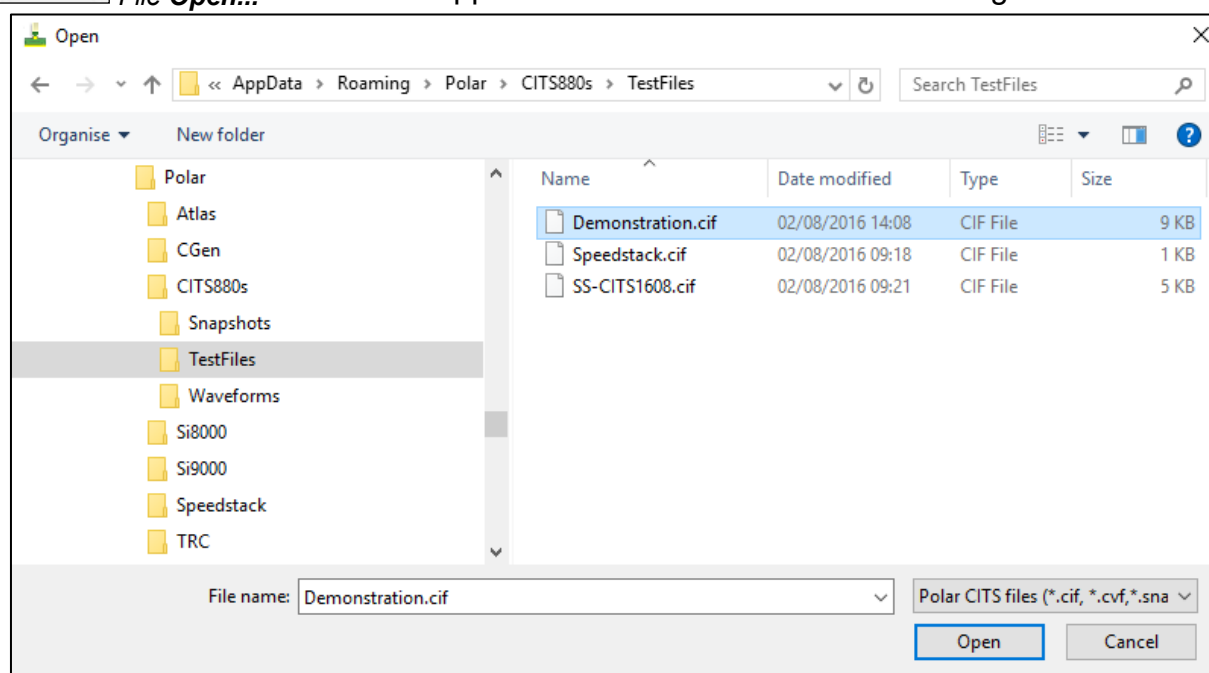 File Open...
Open
« AppData > Roaming > Polar > CITS880s > TestFiles
Search TestFiles
Organise
New folder
Polar
Atlas
CGen
CITS880s
Snapshots
TestFiles
Waveforms
Si8000
Si9000
Speedstack
TRC
Name Date modified Type Size
Demonstration.cif 02/08/2016 14:08 CIF File 9 KB
Speedstack.cif 02/08/2016 09:18 CIF File 1 KB
SS-CITS1608.cif 02/08/2016 09:21 CIF File 5 KB
File name: Demonstration.cif
Polar CITS files (*.cif, *.cvf,*.sna
Open Cancel